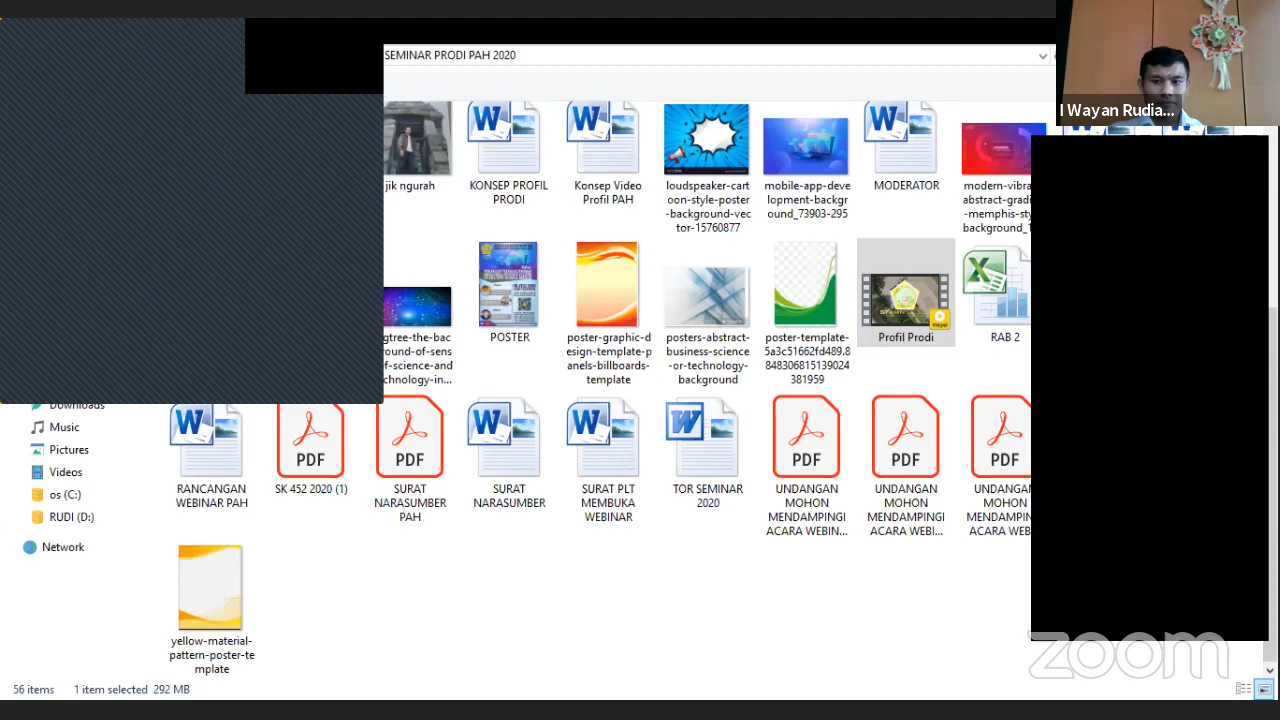 SEMINAR PRODI PAH 2020
I Wayan Rudia...
jik ngurah
KONSEP PROFIL
PRODI
Konsep Video
Profil PAH
loudspeaker-cart
oon-style-poster
-background-vec
tor-15760877
mobile-app-deve
lopment-backgr
ound_73903-295
MODERATOR
modern-vibra
abstract-gradi
-memphis-sty
background_1
gtree-the-bac
round-of-sens
of-science-and
chnology-in...
POSTER
poster-graphic-d
esign-template-p
anels-billboards-
template
posters-abstract-
business-science
-or-technology-
background
poster-template-
5a3c51662fd489.8
848306815139024
381959
Profil Prodi
RAB 2
Downloads
Music
Pictures
Videos
os (C:)
RUDI (D:)
Network
PDF
PDF
PDF
PDF
PDF
RANCANGAN
WEBINAR PAH
SK 452 2020 (1)
SURAT
NARASUMBER
PAH
SURAT
NARASUMBER
SURAT PLT
MEMBUKA
WEBINAR
TOR SEMINAR
2020
UNDANGAN
MOHON
MENDAMPINGI
ACARA WEBIN...
UNDANGAN
MOHON
MENDAMPINGI
ACARA WEBI...
UNDANGAN
MOHON
MENDAMPIN
ACARA WEBI
yellow-material-
pattern-poster-te
mplate
zoom
56 items
1 item selected 292 MB